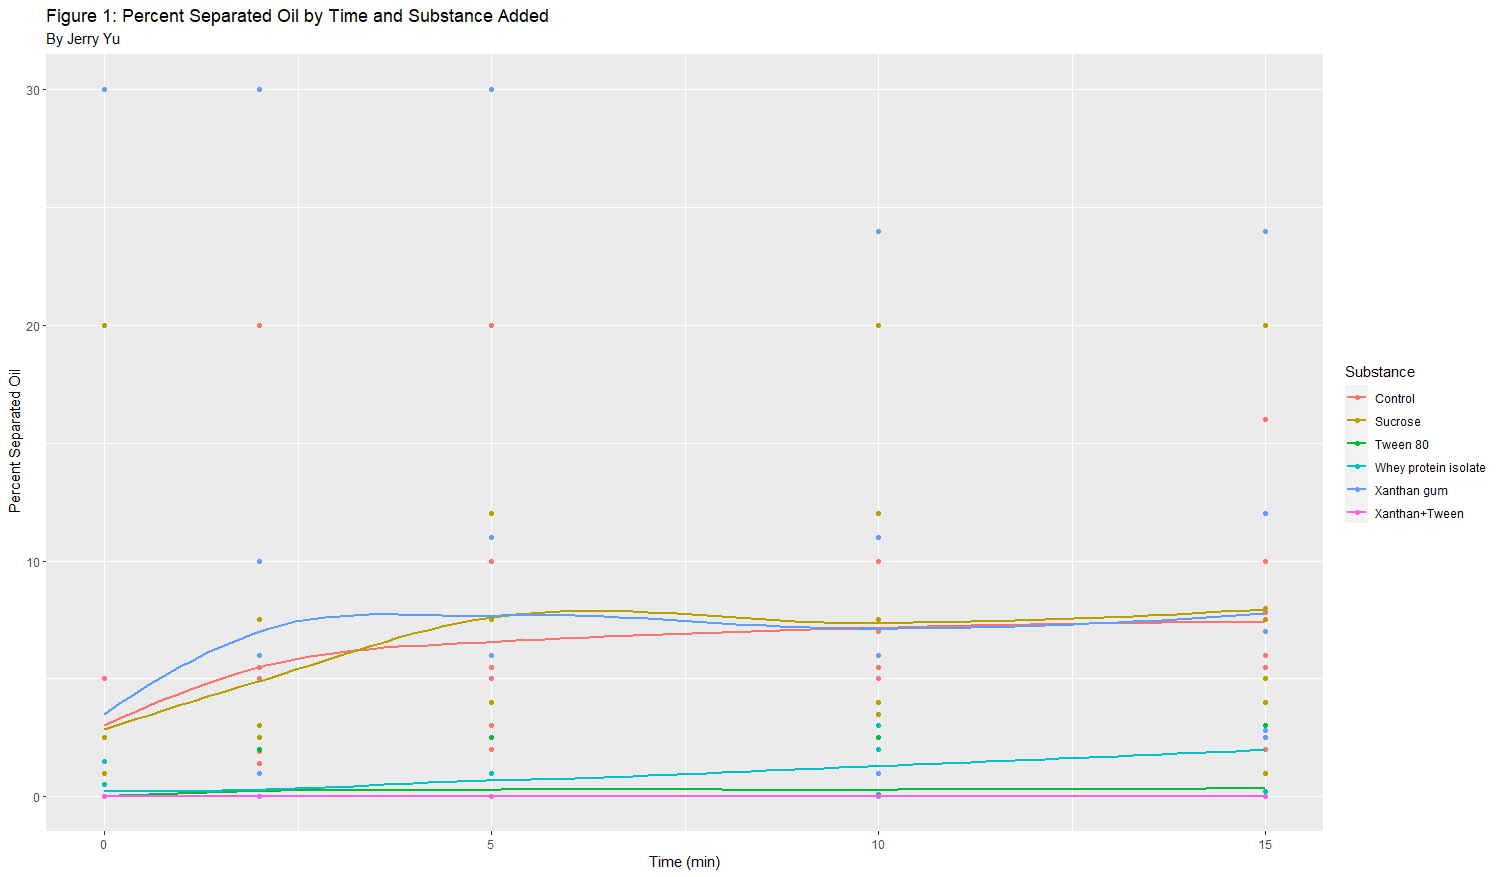 Figure 1: Percent Separated Oil by Time and Substance Added
By Jerry Yu
30
20
10
0
Percent Separated Oil
0 5 10 15
Time (min)
Substance
Control
Sucrose
Tween 80
Whey protein isolate
Xanthan gum
Xanthan+Tween